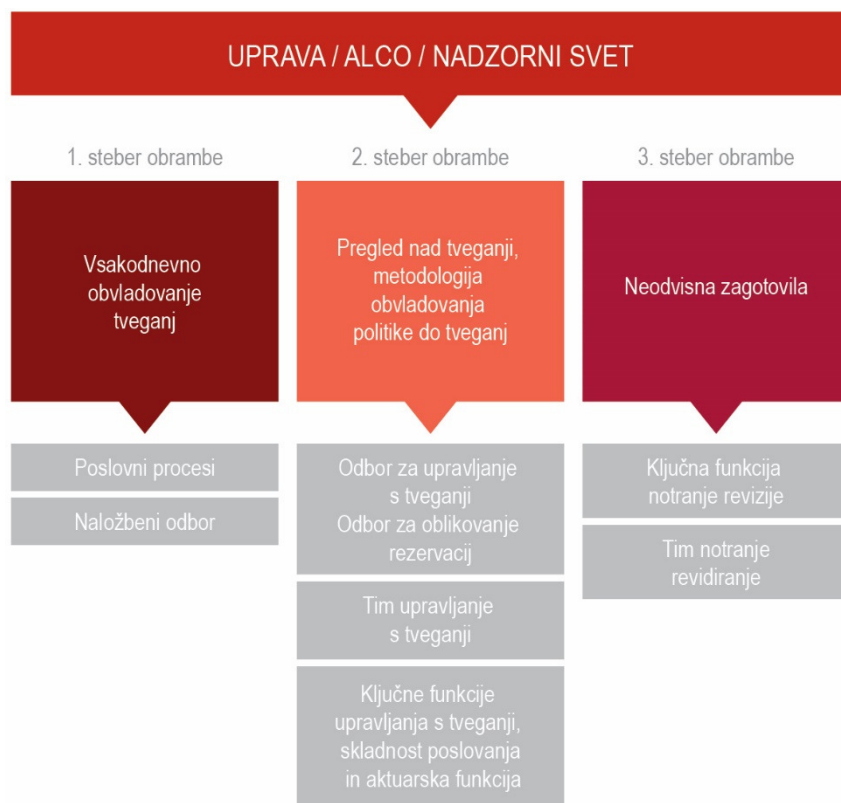 UPRAVA / ALCO / NADZORNI SVET
1. steber obrambe
Vsakodnevno
obvladovanje
tveganj
Poslovni procesi
Naložbeni odbor
2. steber obrambe
Pregled nad tveganji,
metodologija
obvladovanja
politike do tveganj
Odbor za upravljanje
s tveganji
Odbor za oblikovanje
rezervacij
Tim upravljanje
s tveganji
Ključne funkcije
upravljanja s tveganji,
skladnost poslovanja
in aktuarska funkcija
3. steber obrambe
Neodvisna zagotovila
Ključna funkcija
notranje revizije
Tim notranje
revidiranje